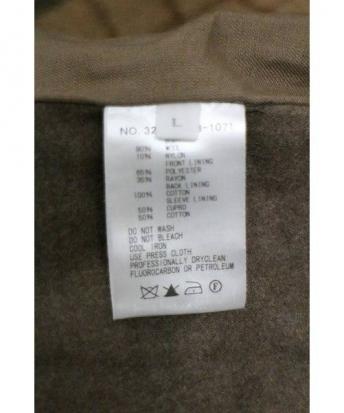 L
NO. 32 -1071
90% 
10% NYLON
FRONT LINING
65% POLYESTER
35% RAYON
BACK LINING
100% COTTON
SLEEVE LINING
50% CUPRO
50% COTTON
DO NOT WASH
DO NOT BLEACH
COOL IRON
USE PRESS CLOTH
PROFESSIONALLY DRYCLEAN
FLUOROCARBON OR PETROLEUM